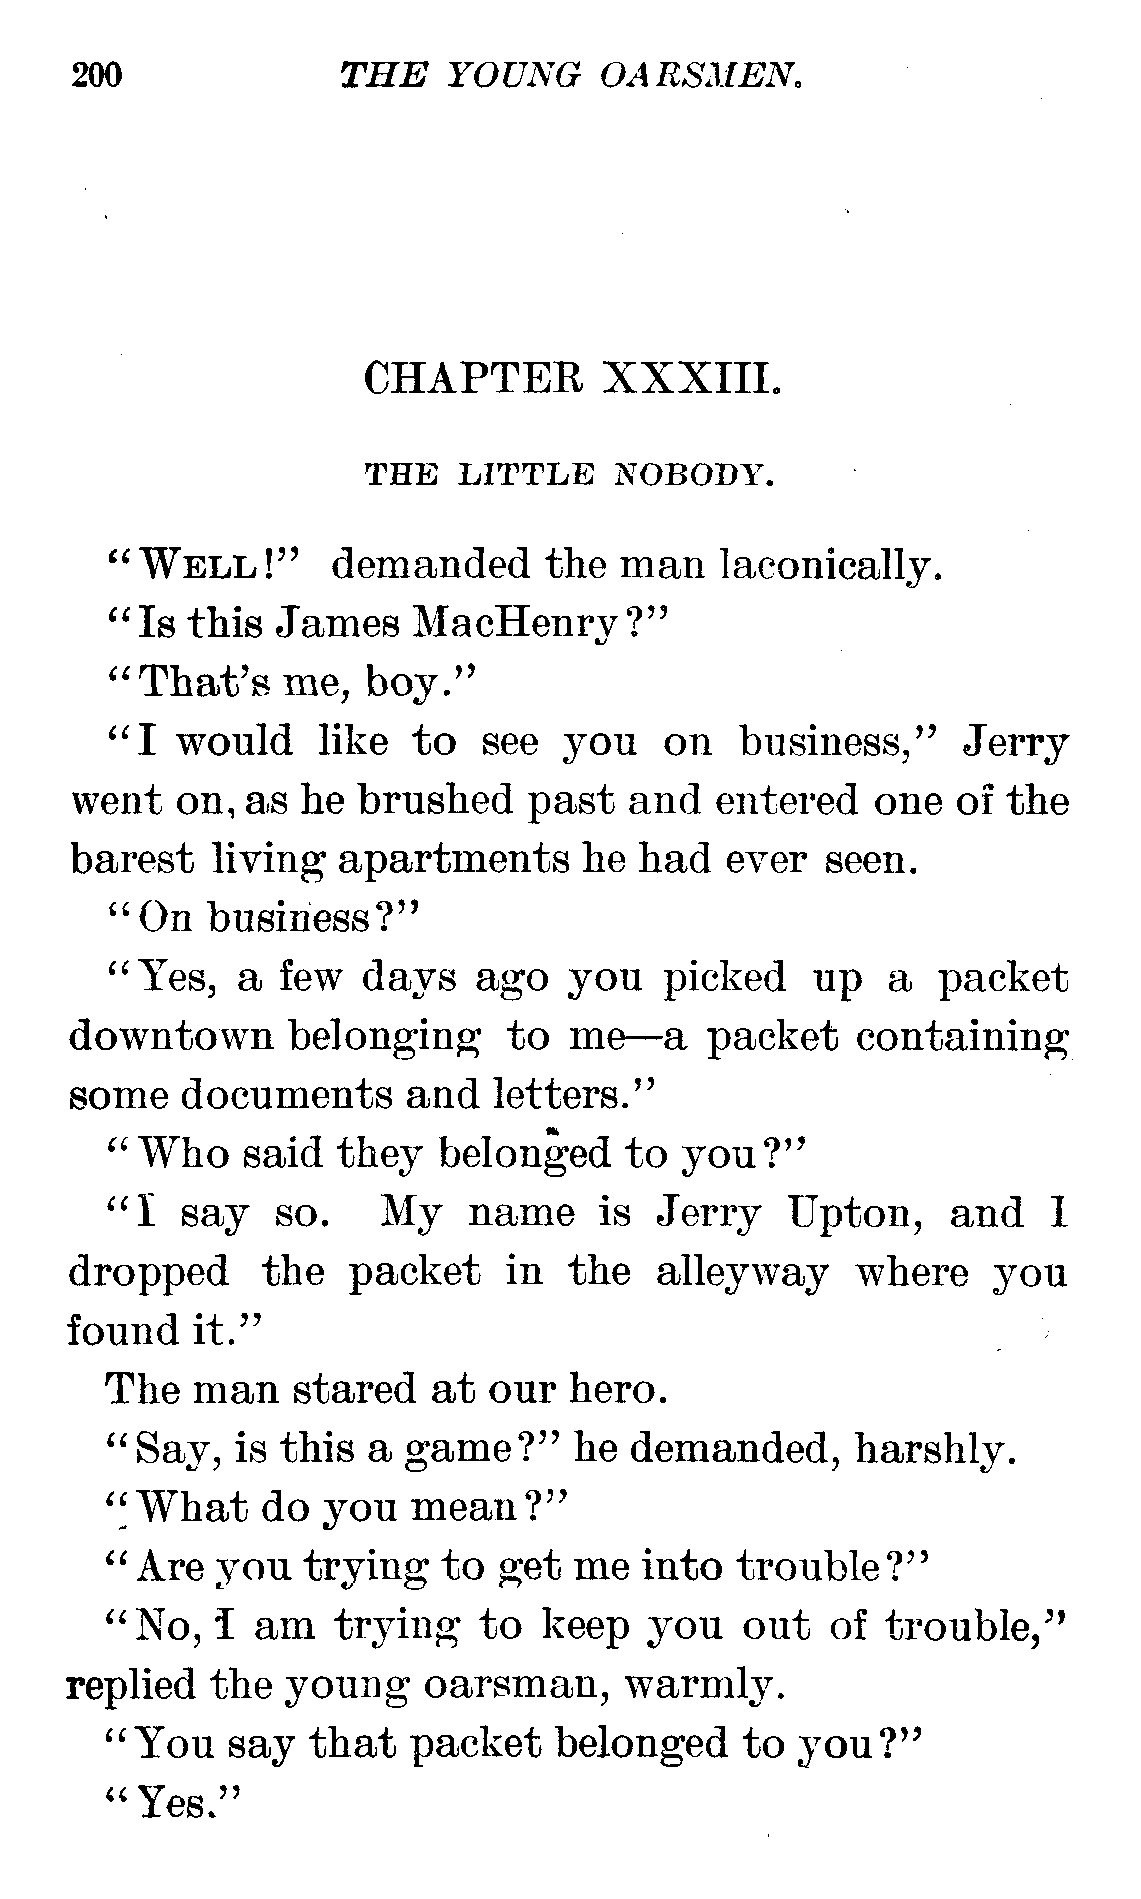 200 THE YOUNG OARSMEN.
CHAPTER XXXIII.
THE LITTLE NOBODY.
"WELL!" demanded the man laconically.
"Is this James MacHenry?"
"That's me, boy."
"I would like to see you on business," Jerry
went on, as he brushed past and entered one of the
barest living apartments he had ever seen.
"On business?"
"Yes, a few days ago you picked up a packet
downtown belonging to me—a packet containing
some documents and letters."
"Who said they belonged to you?"
"I say so. My name is Jerry Upton, and I
dropped the packet in the alleyway where you
found it."
The man stared at our hero.
"Say, is this a game?" he demanded, harshly.
"What do you mean?"
"Are you trying to get me into trouble?"
"No, I am trying to keep you out of trouble,"
replied the young oarsman, warmly.
"You say that packet belonged to you?"
"Yes."